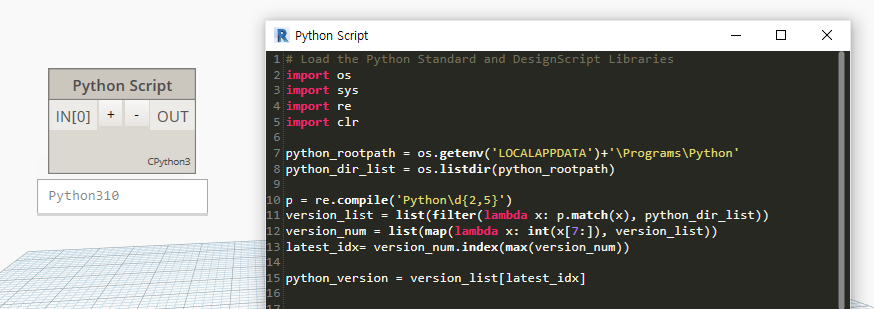 Python Script
IN[0] + - OUT
CPython3
Python310
Python Script
1 # Load the Python Standard and DesignScript Libraries
2 import os
3 import sys
4 import re
5 import clr
6
7 python_rootpath = os.getenv('LOCALAPPDATA')+'\Programs\Python'
8 python_dir_list = os.listdir(python_rootpath)
9
10 p = re.compile('Python\d{2,5}')
11 version_list = list(filter(lambda x: p.match(x), python_dir_list))
12 version_num = list(map(lambda x: int(x[7:]), version_list))
13 latest_idx= version_num.index(max(version_num))
14
15 python_version = version_list[latest_idx]
16
17